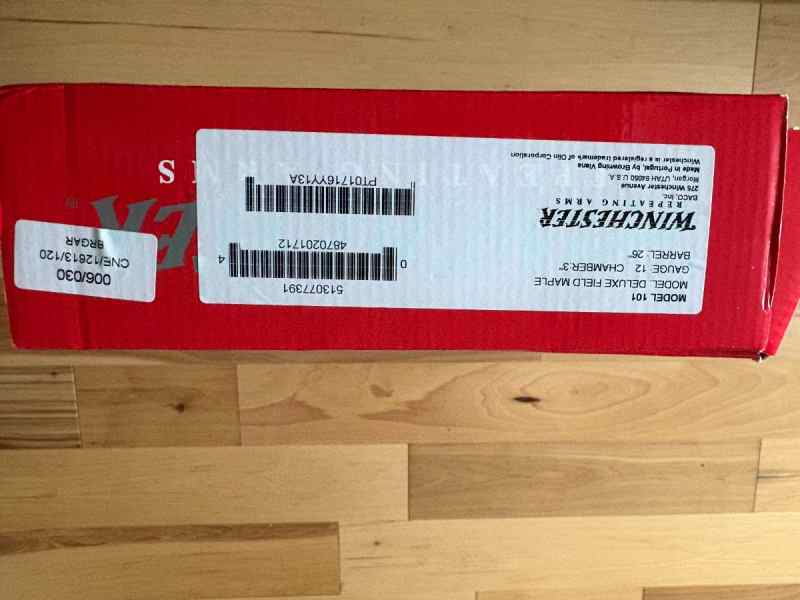 MODEL 101
MODEL: DELUXE FIELD MAPLE
GAUGE: 12 CHAMBER:3"
BARREL: 26"
WINCHESTER
REPEATING ARMS
BACO, Inc.
275 Winchester Avenue
Morgan, UTAH 84050 U.S.A.
Made in Portugal, by Browning Viana
Winchester is a registered trademark of Olin Corporation
513077391
0 4870201712 4
PT01716YY13A
006/030
CNE/12613/120
BRGAR